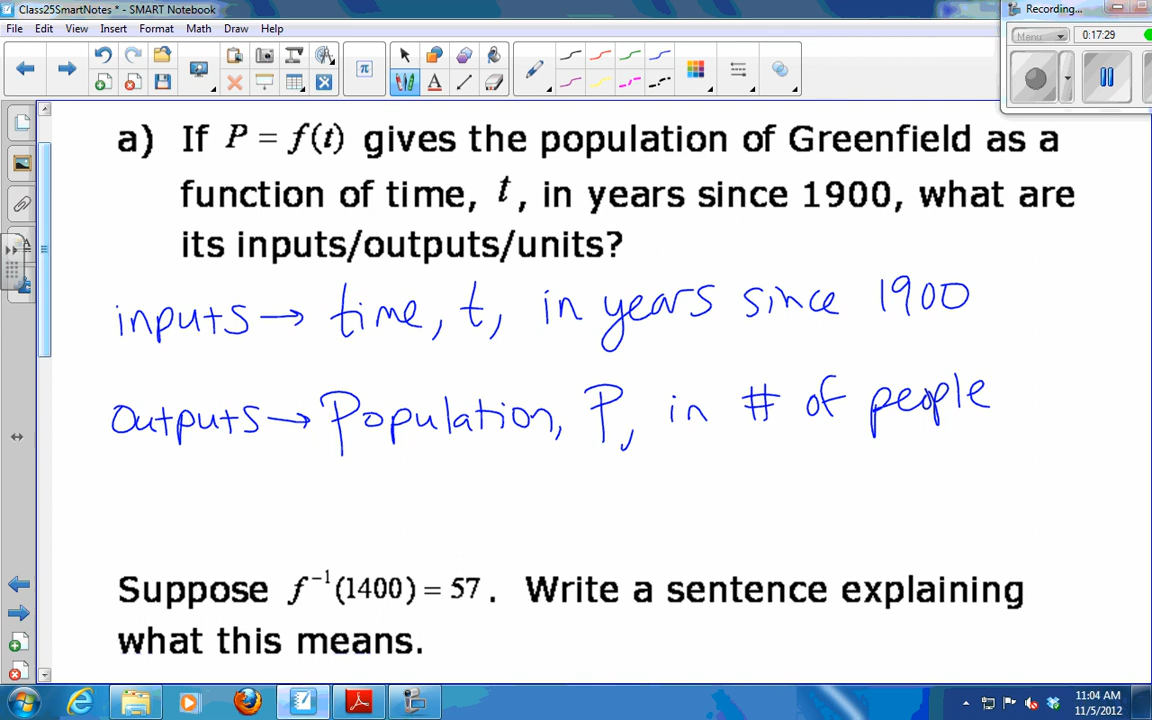 Class25SmartNotes * - SMART Notebook
Recording...
File Edit View Insert Format Math Draw Help
Menu
0:17:29
π
A
a) If P = f(t) gives the population of Greenfield as a
function of time, t, in years since 1900, what are
its inputs/outputs/units?
inputs → time, t, in years since 1900
outputs → Population, P, in # of people
Suppose f⁻¹(1400) = 57. Write a sentence explaining
what this means.
11:04 AM
11/5/2012